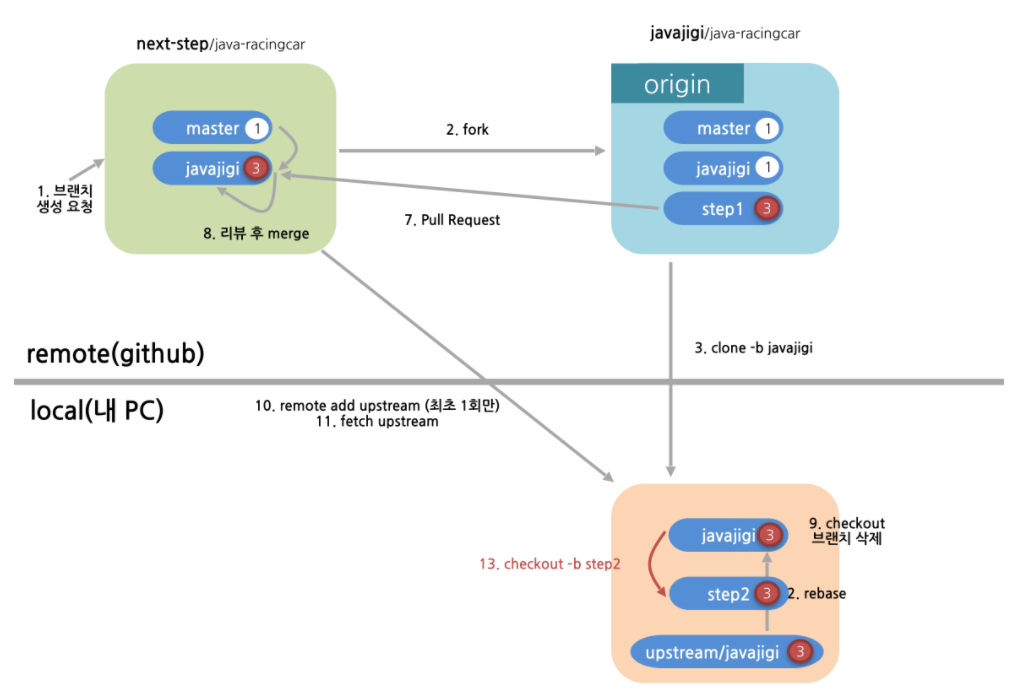 next-step/java-racingcar
javajigi/java-racingcar
origin
master 1
javajigi 3
master 1
javajigi 1
step1 3
2. fork
1. 브랜치
생성 요청
7. Pull Request
8. 리뷰 후 merge
3. clone -b javajigi
remote(github)
local(내 PC)
10. remote add upstream (최초 1회만)
11. fetch upstream
javajigi 3
9. checkout
브랜치 삭제
13. checkout -b step2
step2 3
2. rebase
upstream/javajigi 3